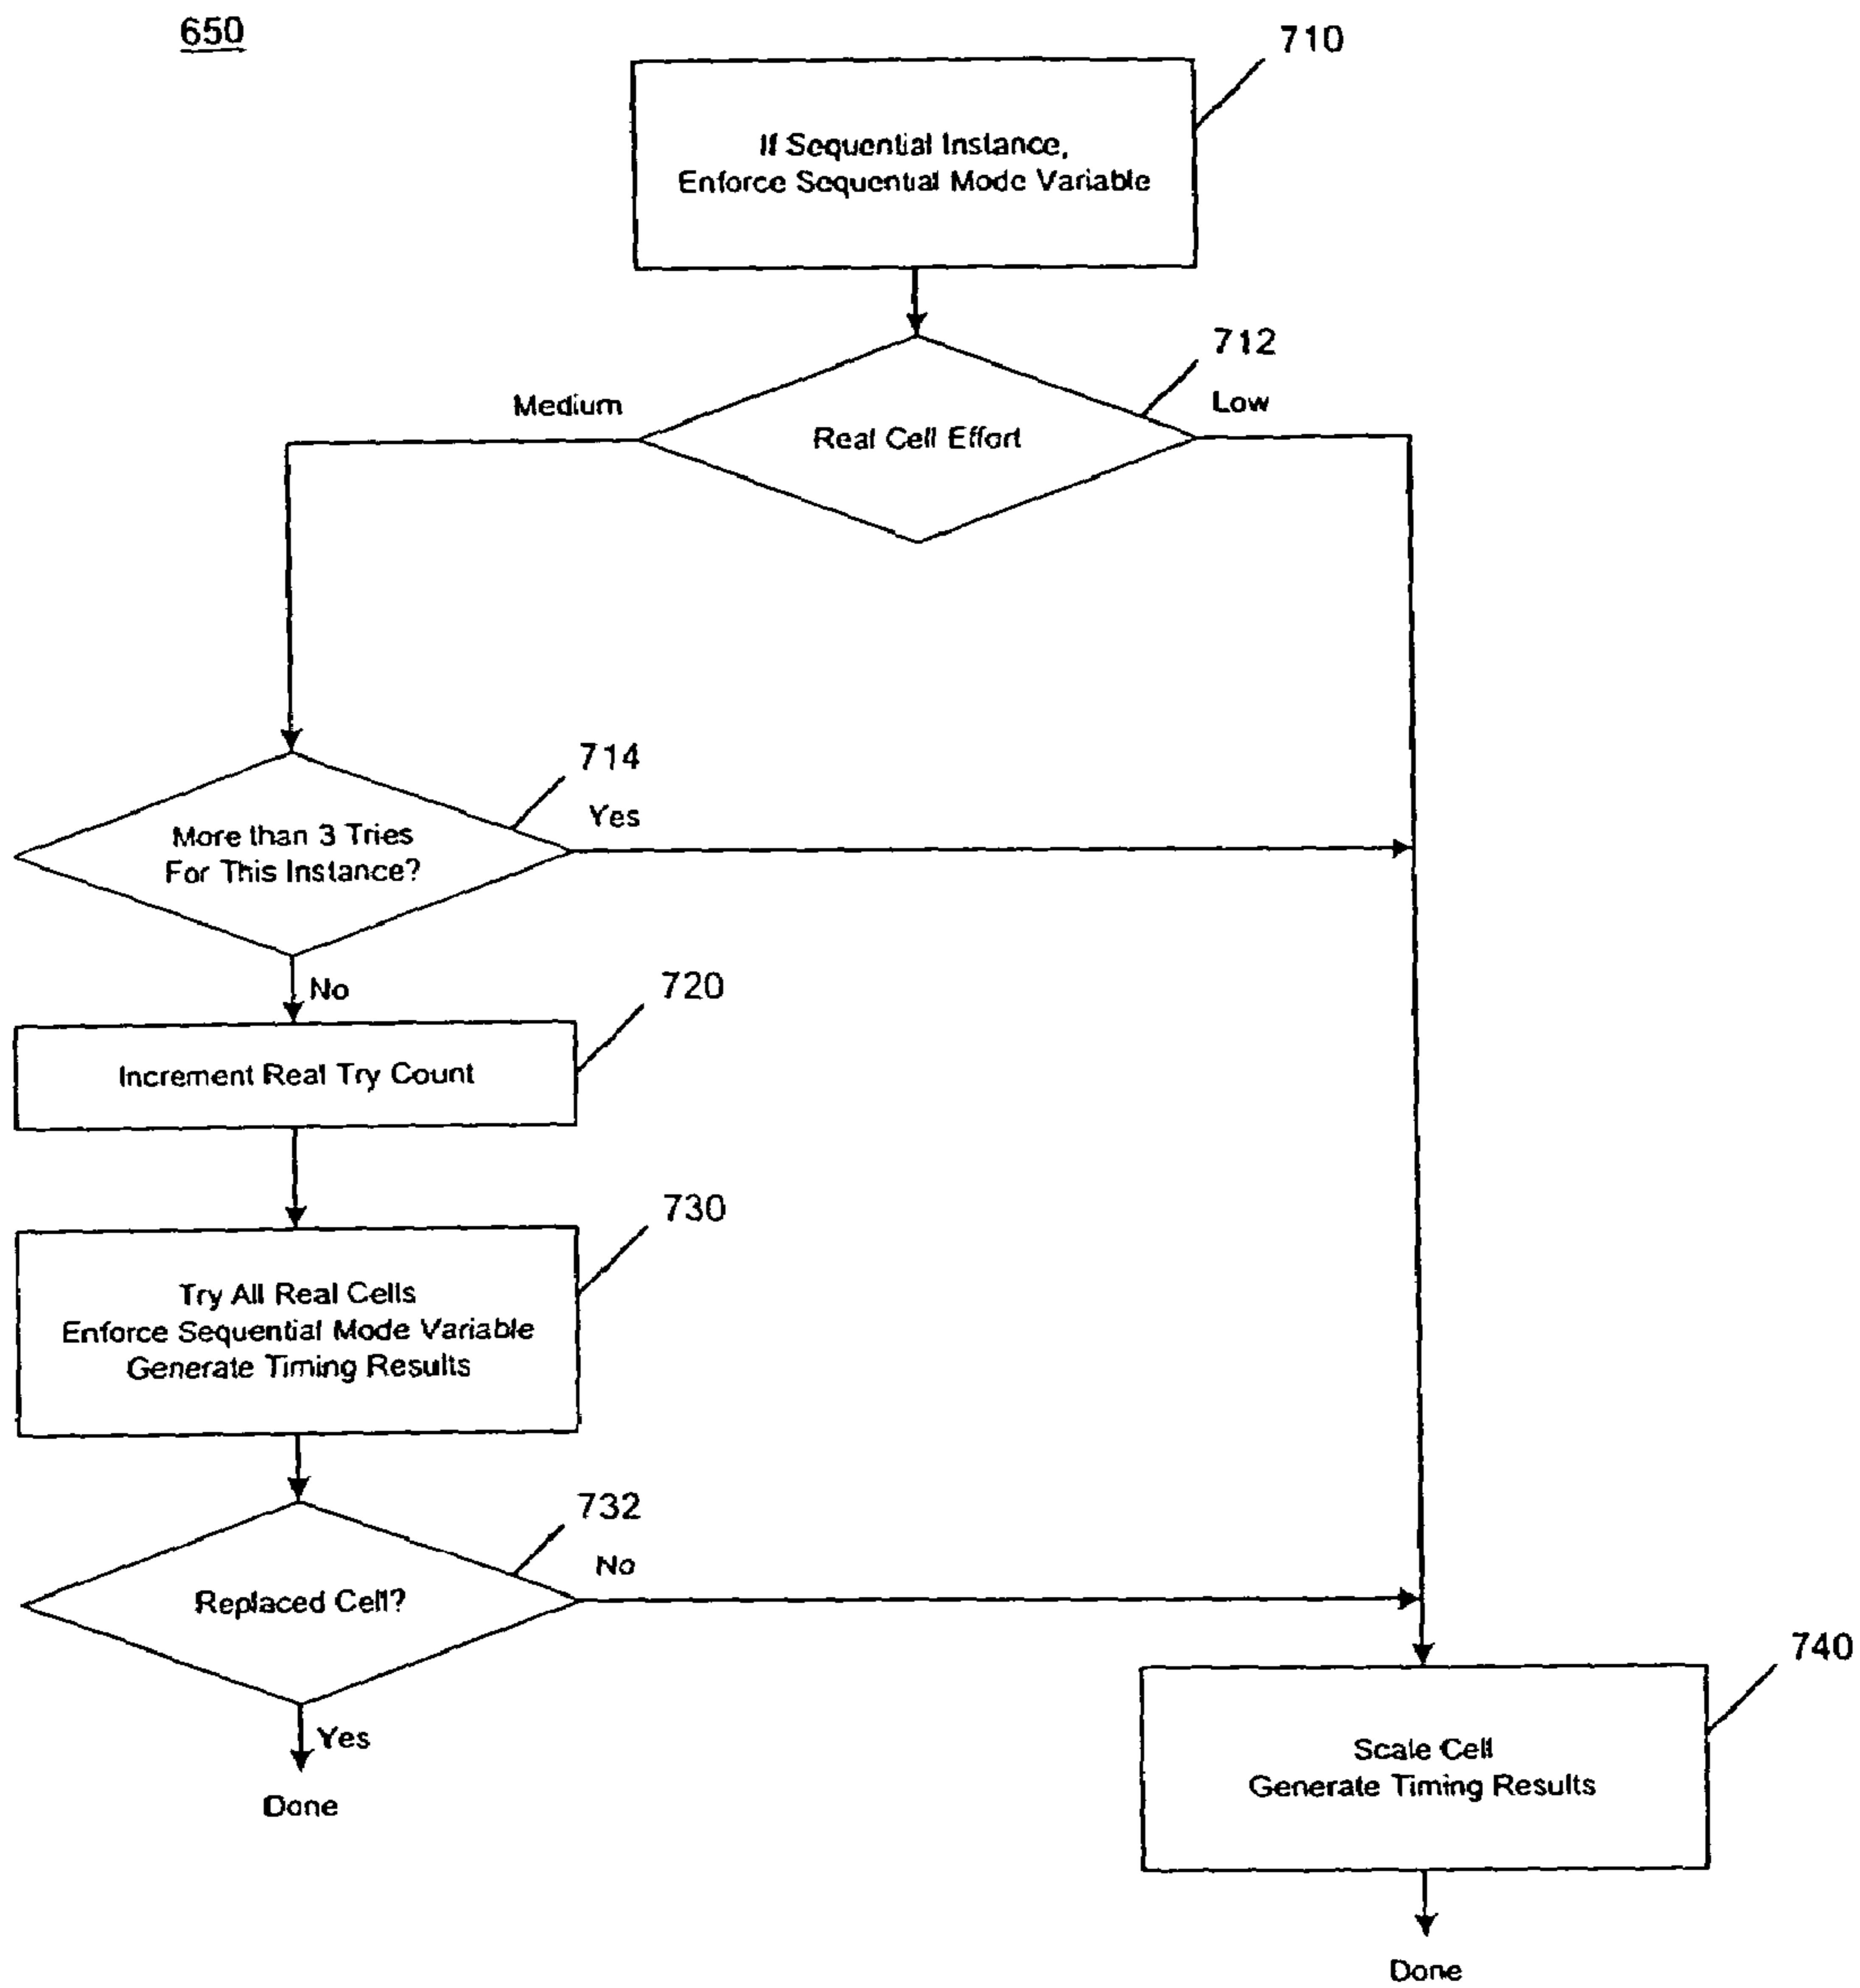 650
710
If Sequential Instance,
Enforce Sequential Mode Variable
712
Medium
Low
Real Cell Effort
714
Yes
More than 3 Tries
For This Instance?
No
720
Increment Real Try Count
730
Try All Real Cells
Enforce Sequential Mode Variable
Generate Timing Results
732
No
Replaced Cell?
740
Yes
Scale Cell
Generate Timing Results
Done
Done